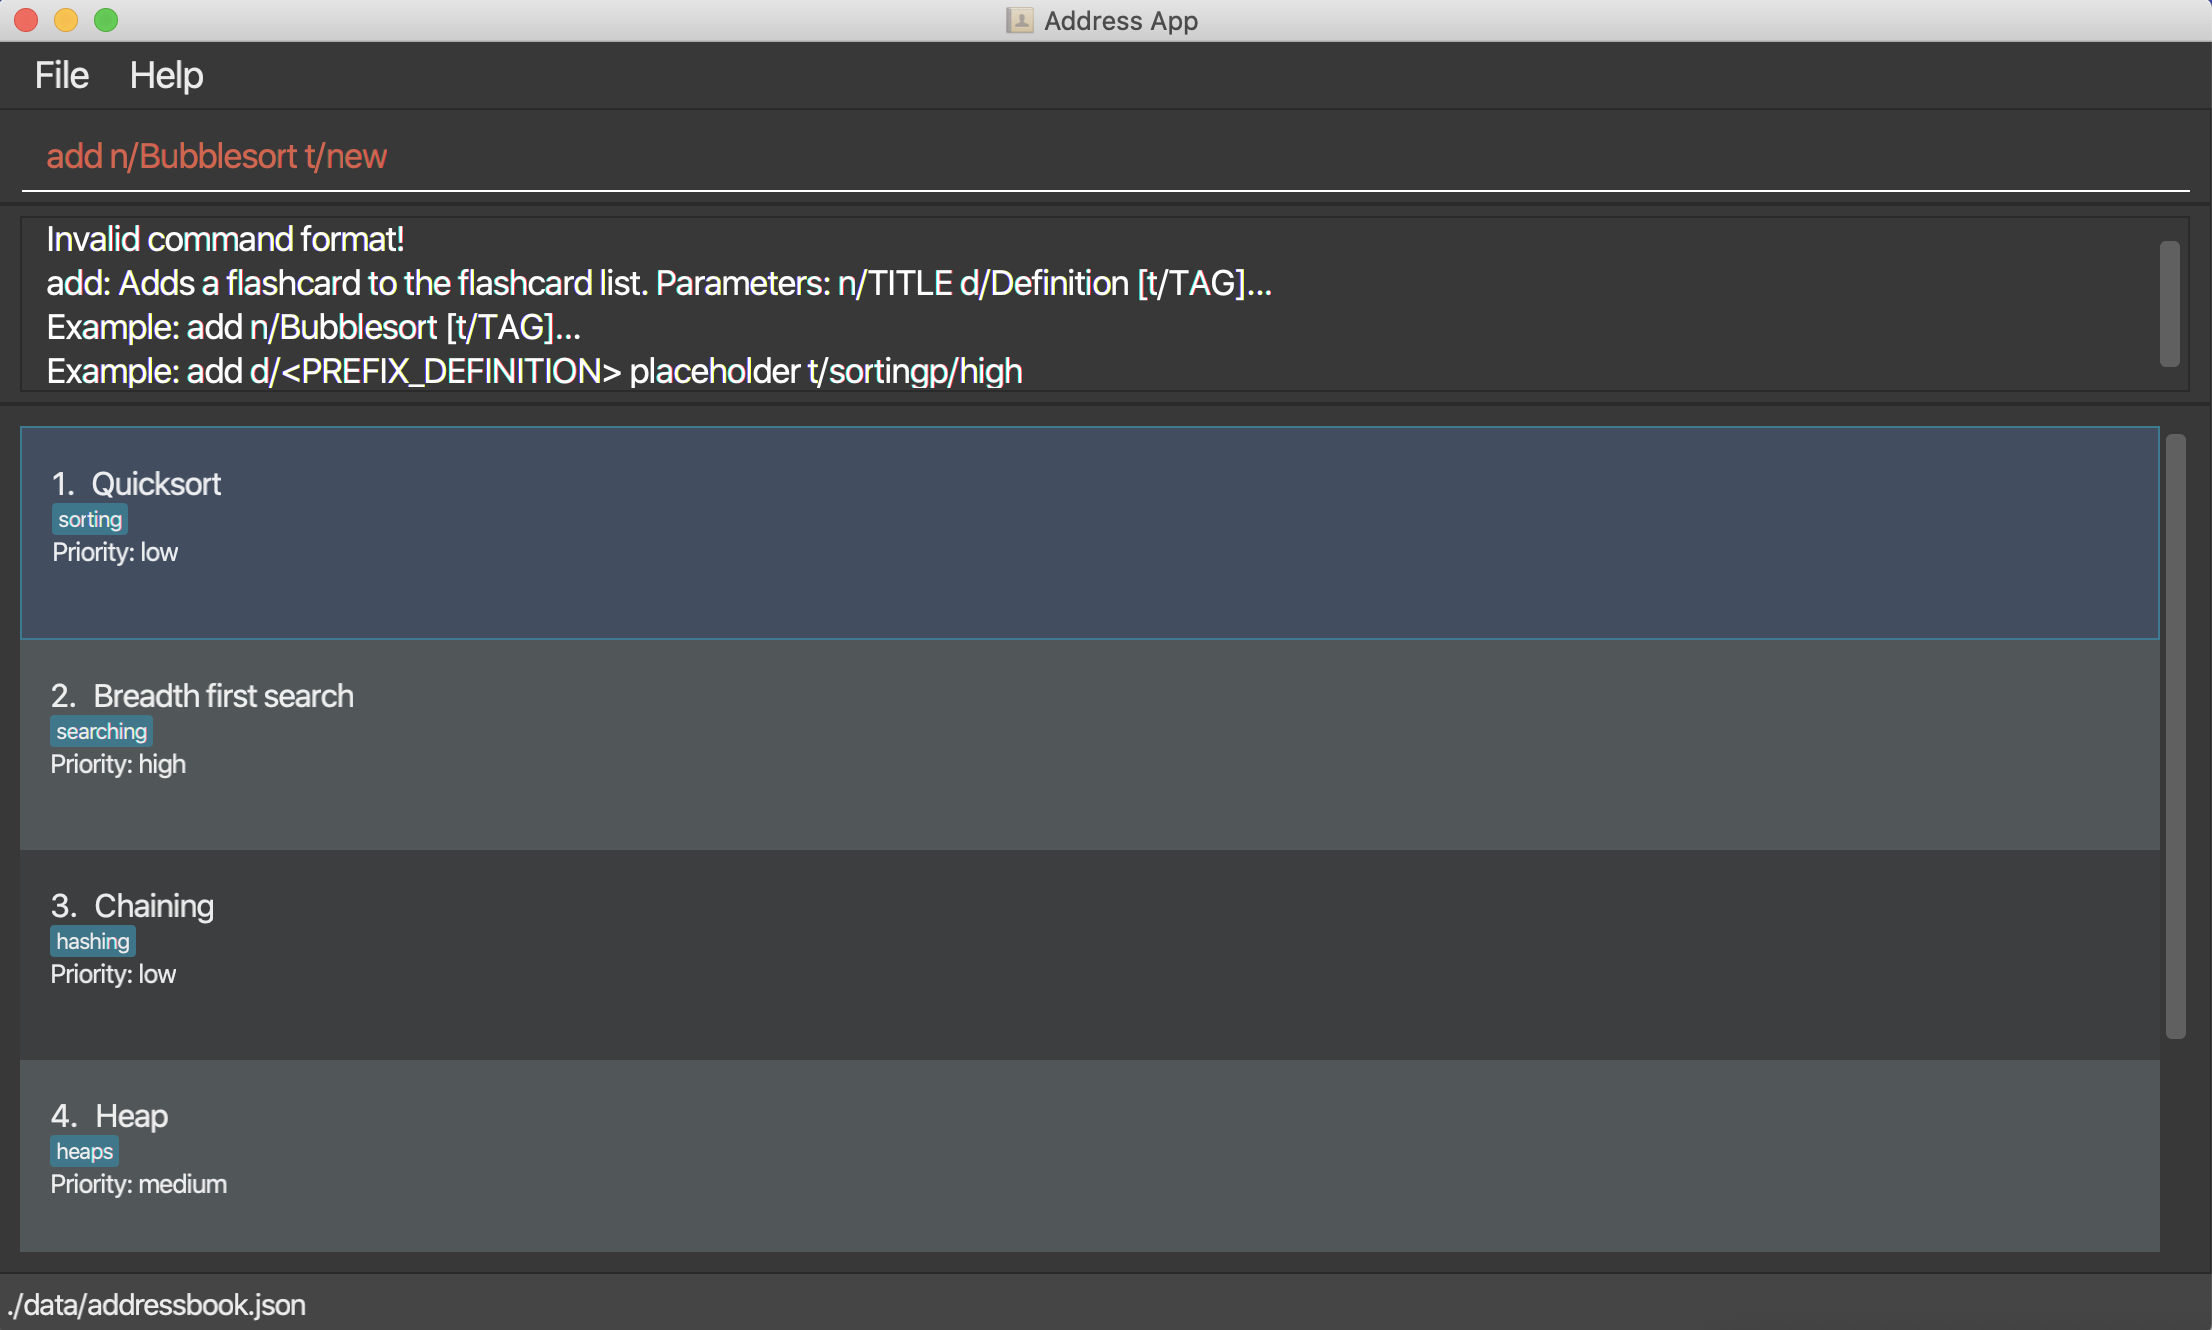 Address App
File Help
add n/Bubblesort t/new
Invalid command format!
add: Adds a flashcard to the flashcard list. Parameters: n/TITLE d/Definition [t/TAG]...
Example: add n/Bubblesort [t/TAG]...
Example: add d/<PREFIX_DEFINITION> placeholder t/sortingp/high
1. Quicksort
sorting
Priority: low
2. Breadth first search
searching
Priority: high
3. Chaining
hashing
Priority: low
4. Heap
heaps
Priority: medium
./data/addressbook.json